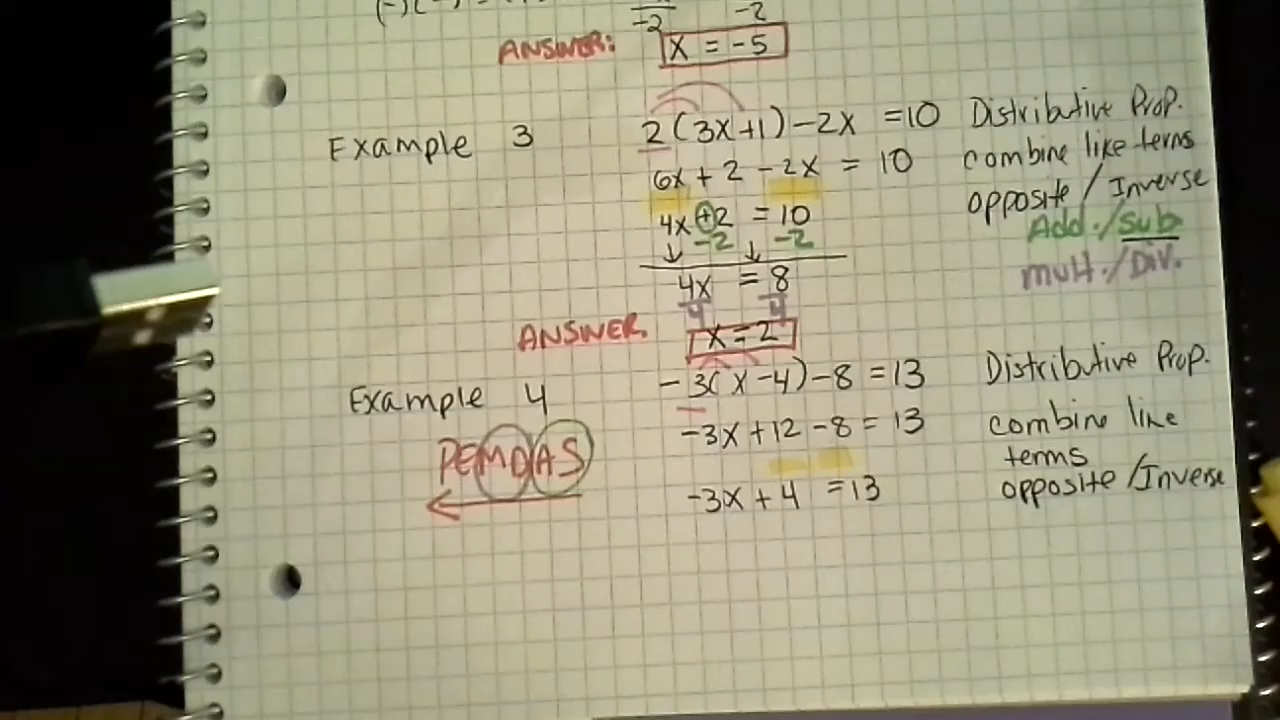 -2 -2
ANSWER: x = -5
Example 3 2(3x+1)-2x =10 Distributive Prop.
6x + 2 - 2x = 10 combine like terms
4x + 2 = 10 opposite / Inverse
-2 -2 Add./Sub
4x = 8 mult./Div.
4 4
ANSWER. x = 2
Example 4 -3(x-4)-8 =13 Distributive Prop.
-3x+12-8 = 13 combine like
PEMDAS terms
-3x + 4 =13 opposite /Inverse